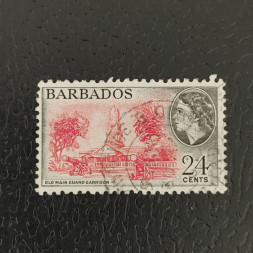 BARBADOS
24
CENTS
OLD MAIN GUARD GARRISON